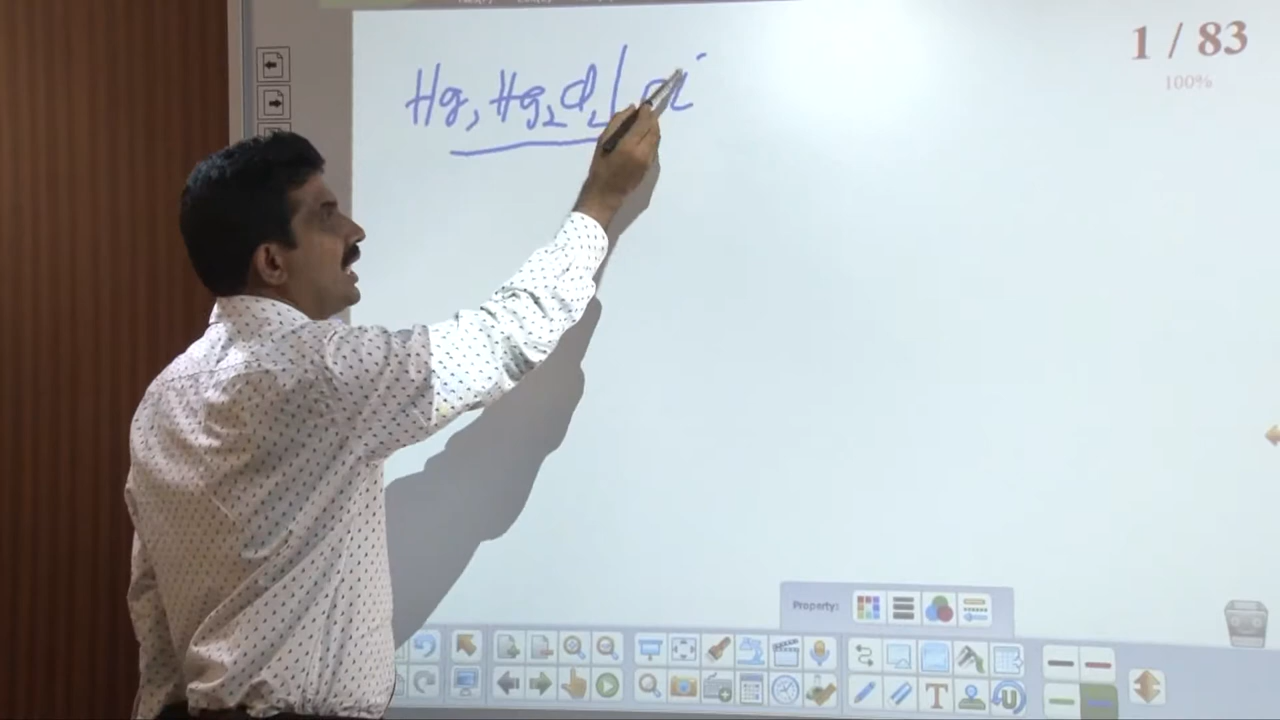 Hg, Hg₂Cl₂ | Cl⁻
1 / 83
100%
Property:
T